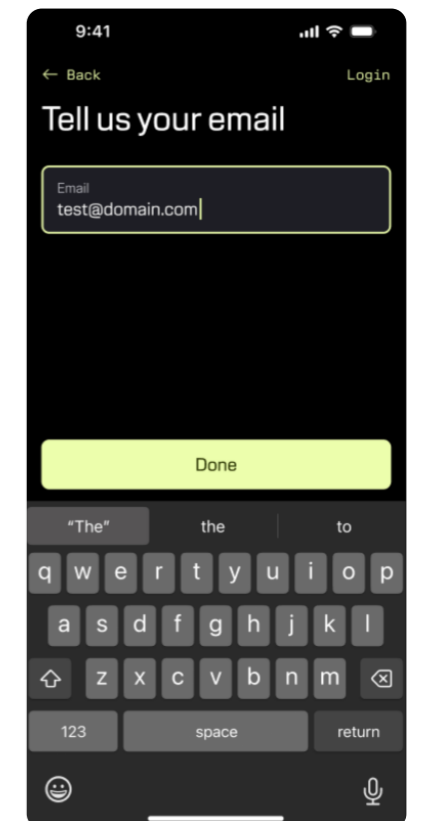 9:41
← Back Login
Tell us your email
Email
test@domain.com
Done
“The” the to
q w e r t y u i o p
a s d f g h j k l
z x c v b n m
123 space return